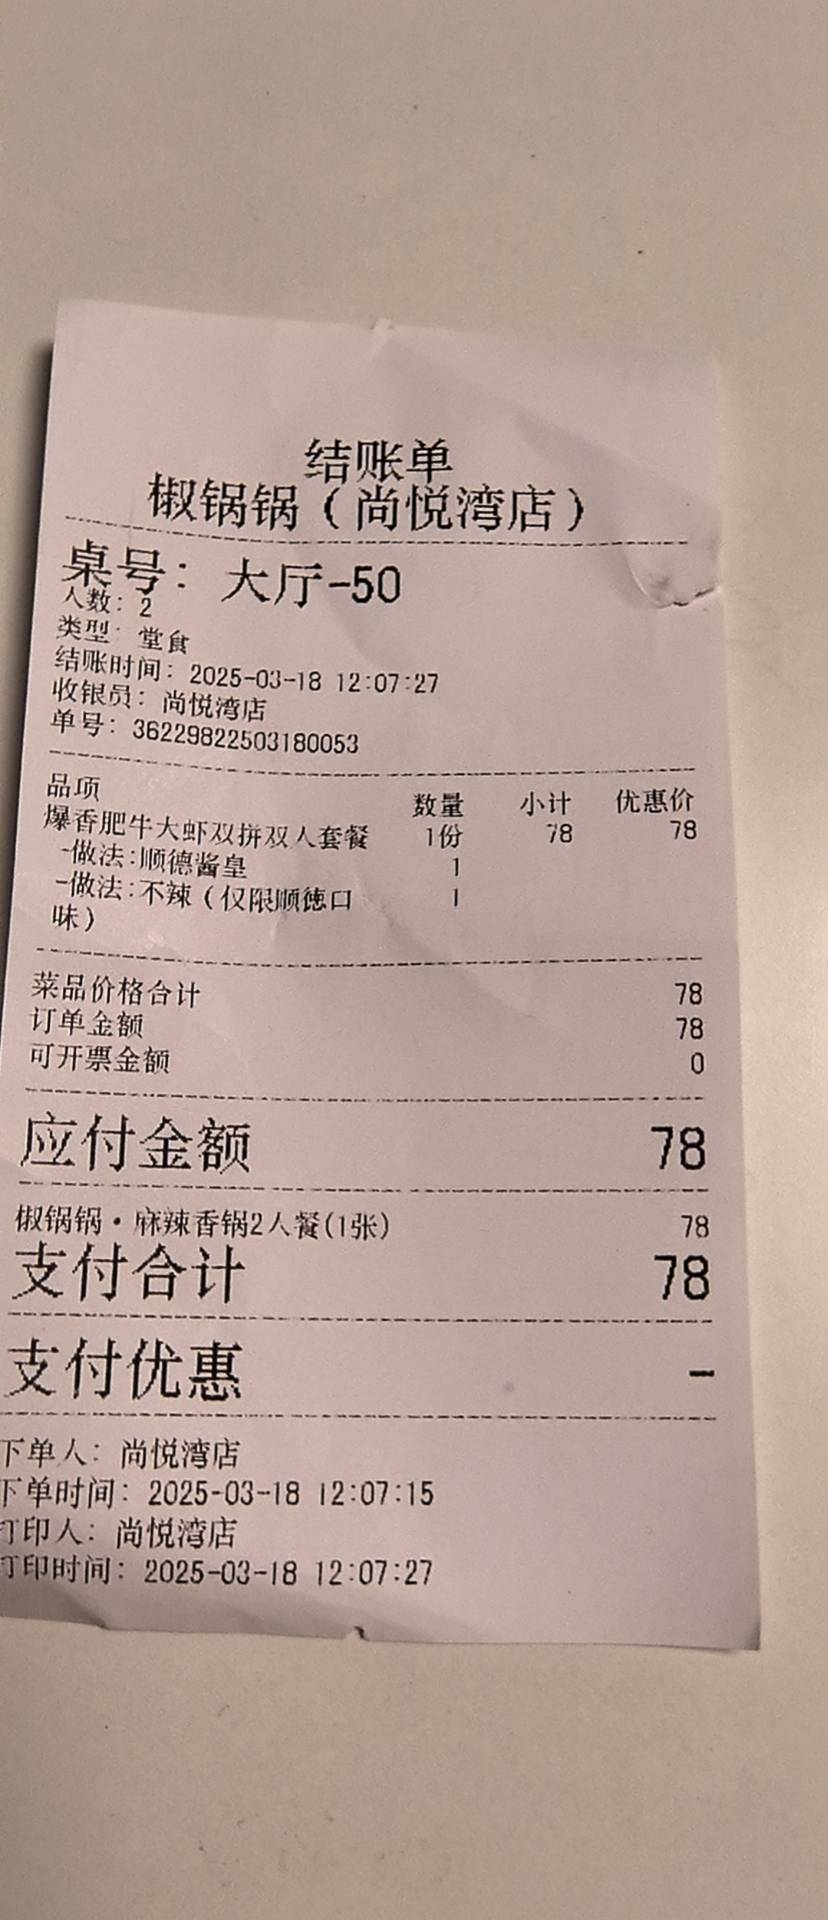 结账单
椒锅锅（尚悦湾店）
桌号：大厅-50
人数：2
类型：堂食
结账时间：2025-03-18 12:07:27
收银员：尚悦湾店
单号：36229822503180053
品项 数量 小计 优惠价
爆香肥牛大虾双拼双人套餐 1份 78 78
-做法:顺德酱皇 1
-做法:不辣（仅限顺德口 1
味）
菜品价格合计 78
订单金额 78
可开票金额 0
应付金额 78
椒锅锅·麻辣香锅2人餐(1张) 78
支付合计 78
支付优惠 -
下单人：尚悦湾店
下单时间：2025-03-18 12:07:15
打印人：尚悦湾店
打印时间：2025-03-18 12:07:27